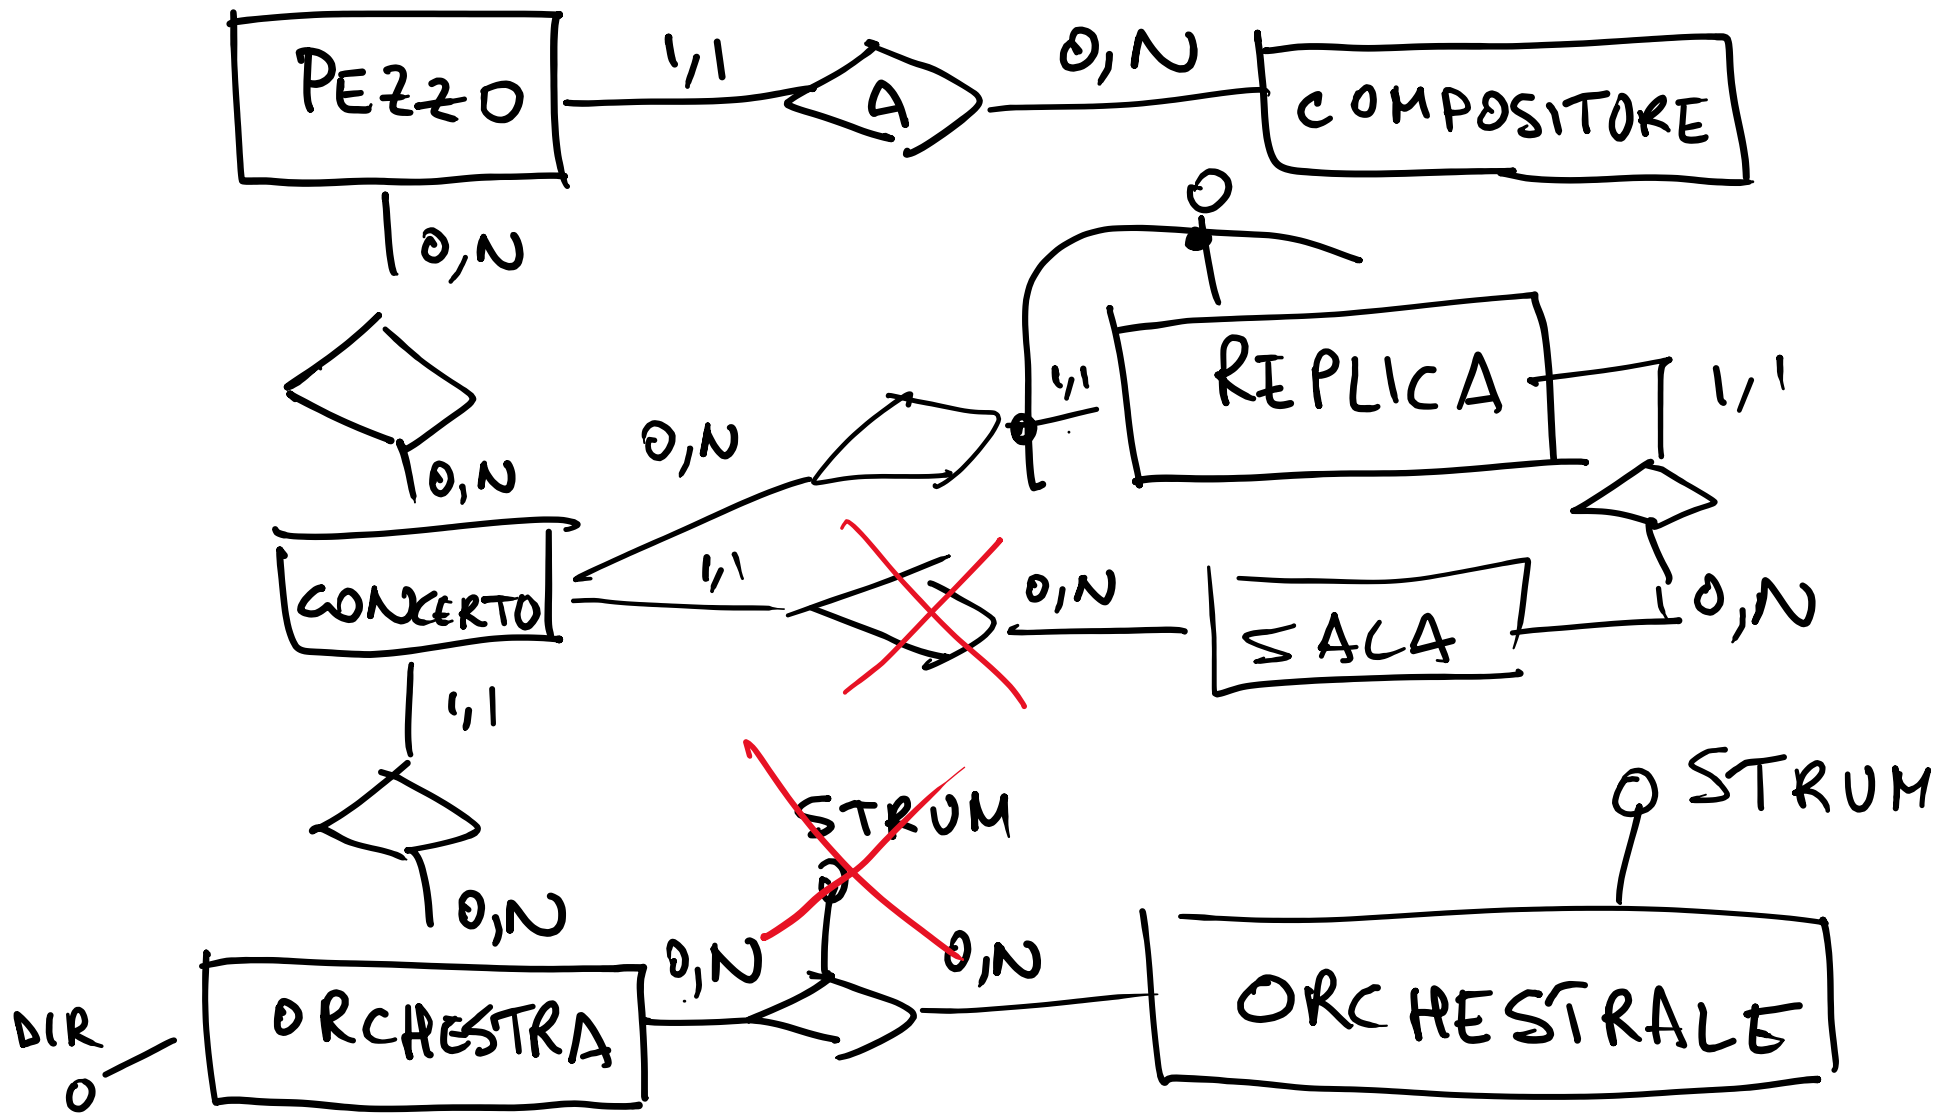 PEZZO 1,1 A 0,N COMPOSITORE
0,N
REPLICA 1,1
1,1
0,N
0,N
CONCERTO 1,1 0,N SALA 0,N
1,1
STRUM
STRUM
0,N
0,N 0,N
DIR ORCHESTRA ORCHESTRALE